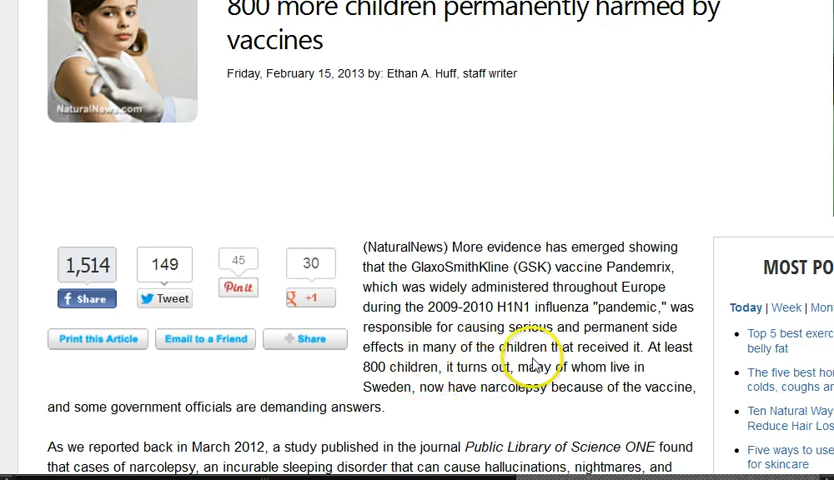 800 more children permanently harmed by
vaccines
Friday, February 15, 2013 by: Ethan A. Huff, staff writer
NaturalNews.com
1,514
149
45
30
Share
Tweet
Pin it
+1
Print this Article
Email to a Friend
Share
(NaturalNews) More evidence has emerged showing
that the GlaxoSmithKline (GSK) vaccine Pandemrix,
which was widely administered throughout Europe
during the 2009-2010 H1N1 influenza "pandemic," was
responsible for causing serious and permanent side
effects in many of the children that received it. At least
800 children, it turns out, many of whom live in
Sweden, now have narcolepsy because of the vaccine,
and some government officials are demanding answers.
As we reported back in March 2012, a study published in the journal Public Library of Science ONE found
that cases of narcolepsy, an incurable sleeping disorder that can cause hallucinations, nightmares, and
MOST PO
Today | Week | Mon
Top 5 best exerc
belly fat
The five best ho
colds, coughs a
Ten Natural Way
Reduce Hair Los
Five ways to use
for skincare